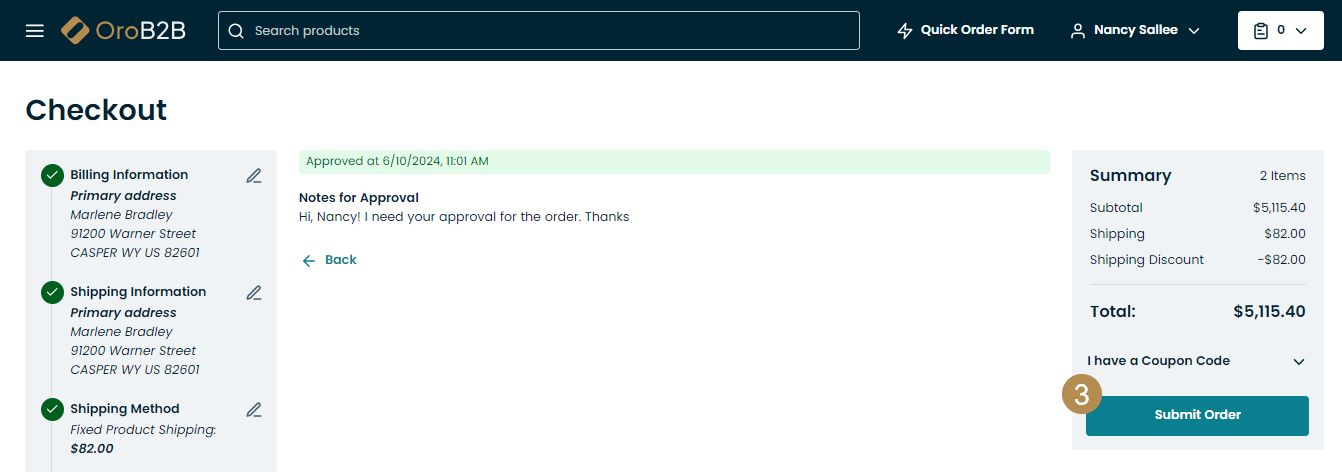 OroB2B
Search products
Quick Order Form
Nancy Sallee
0
Checkout
Billing Information
Primary address
Marlene Bradley
91200 Warner Street
CASPER WY US 82601
Shipping Information
Primary address
Marlene Bradley
91200 Warner Street
CASPER WY US 82601
Shipping Method
Fixed Product Shipping:
$82.00
Approved at 6/10/2024, 11:01 AM
Notes for Approval
Hi, Nancy! I need your approval for the order. Thanks
Back
Summary 2 Items
Subtotal $5,115.40
Shipping $82.00
Shipping Discount -$82.00
Total: $5,115.40
I have a Coupon Code
3
Submit Order